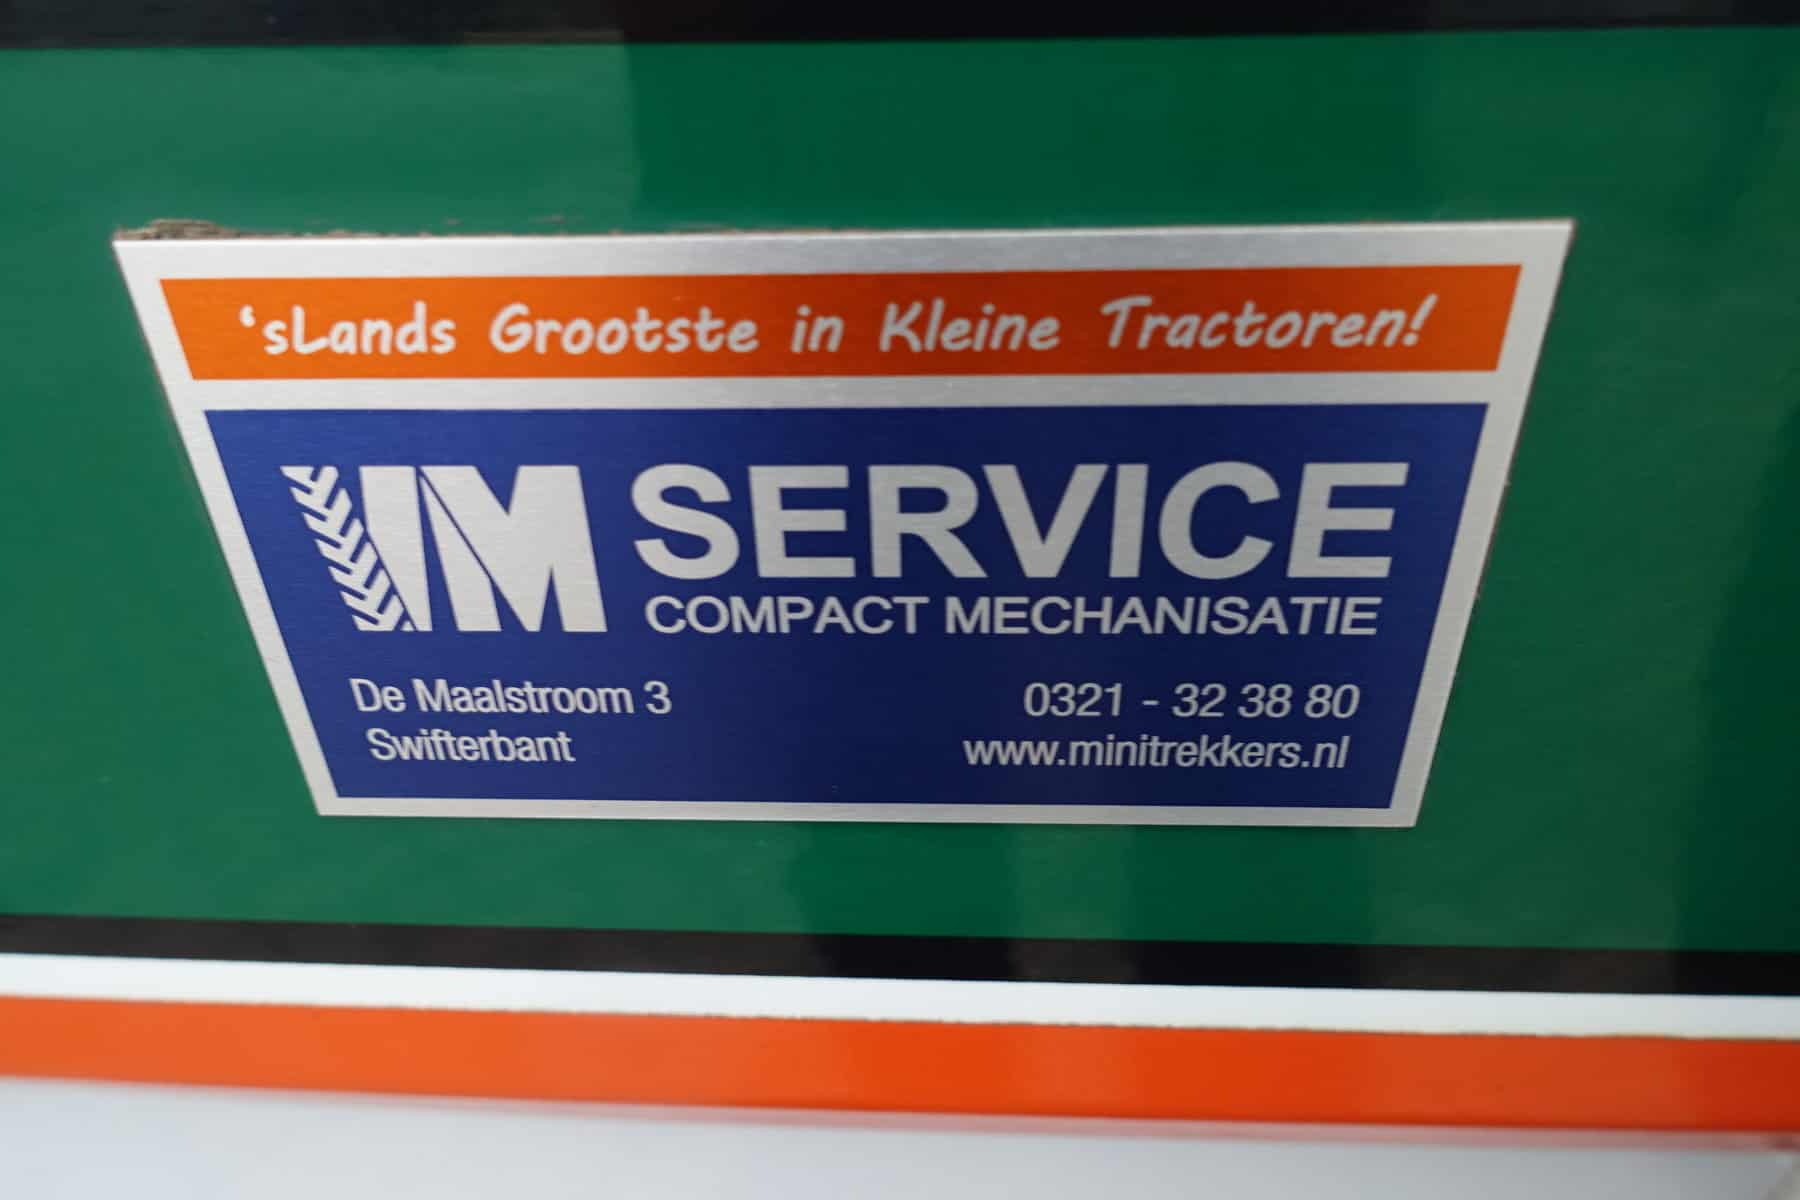 ‘sLands Grootste in Kleine Tractoren!
IM SERVICE
COMPACT MECHANISATIE
De Maalstroom 3
Swifterbant
0321 - 32 38 80
www.minitrekkers.nl